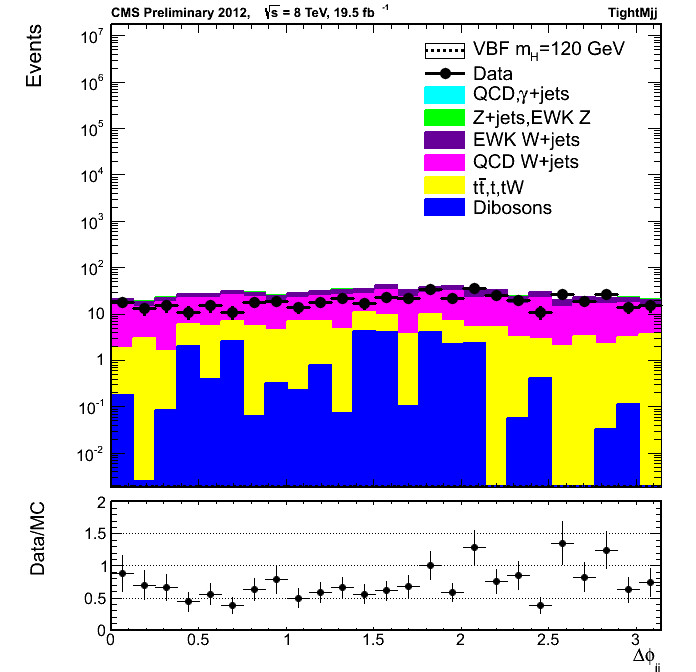 CMS Preliminary 2012, √s = 8 TeV, 19.5 fb⁻¹ TightMjj
Events
10⁷
10⁶
10⁵
10⁴
10³
10²
10
1
10⁻¹
10⁻²
VBF m_H=120 GeV
Data
QCD,γ+jets
Z+jets,EWK Z
EWK W+jets
QCD W+jets
tt̄,t,tW
Dibosons
Data/MC
2
1.5
1
0.5
0
0 0.5 1 1.5 2 2.5 3
Δϕ_jj